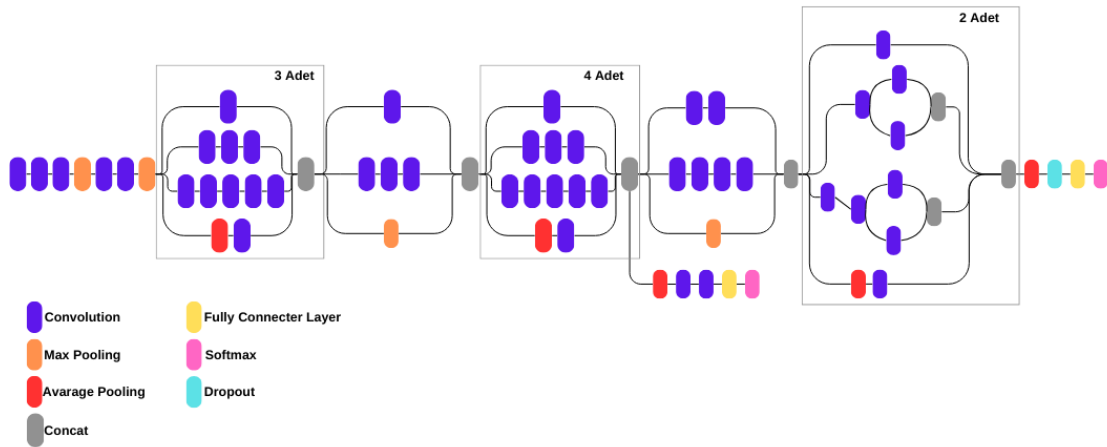 2 Adet
3 Adet
4 Adet
Convolution
Fully Connecter Layer
Max Pooling
Softmax
Avarage Pooling
Dropout
Concat